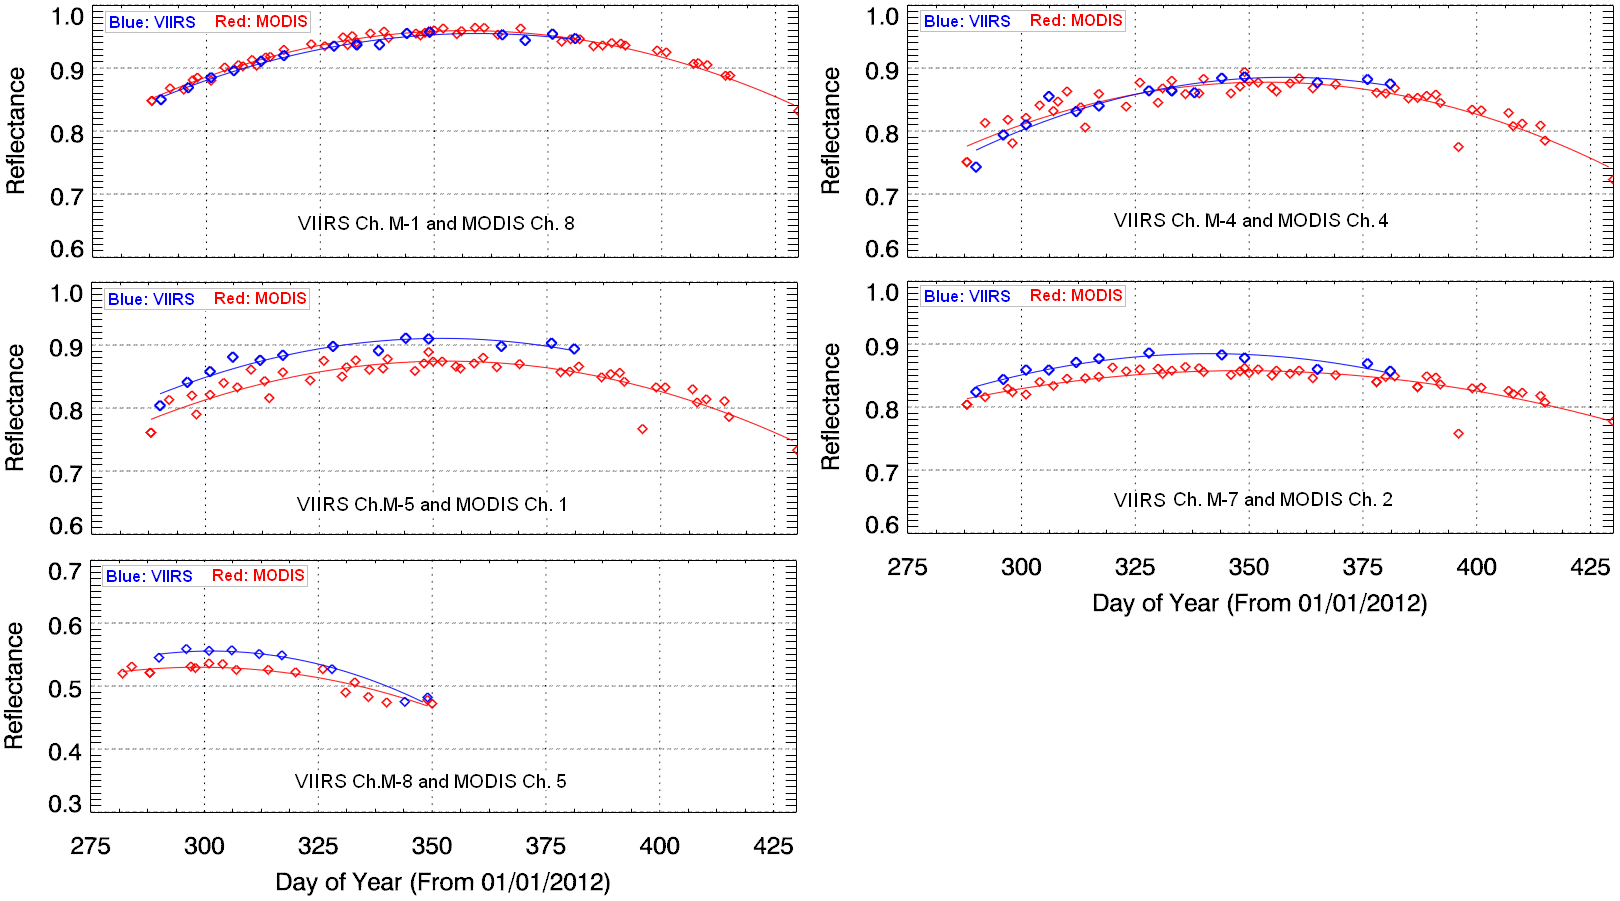 1.0
0.9
0.8
0.7
0.6
Reflectance
Blue: VIIRS Red: MODIS
VIIRS Ch. M-1 and MODIS Ch. 8
1.0
0.9
0.8
0.7
0.6
Reflectance
Blue: VIIRS Red: MODIS
VIIRS Ch. M-4 and MODIS Ch. 4
1.0
0.9
0.8
0.7
0.6
Reflectance
Blue: VIIRS Red: MODIS
VIIRS Ch.M-5 and MODIS Ch. 1
1.0
0.9
0.8
0.7
0.6
Reflectance
Blue: VIIRS Red: MODIS
VIIRS Ch. M-7 and MODIS Ch. 2
275 300 325 350 375 400 425
Day of Year (From 01/01/2012)
0.7
0.6
0.5
0.4
0.3
Reflectance
Blue: VIIRS Red: MODIS
VIIRS Ch.M-8 and MODIS Ch. 5
275 300 325 350 375 400 425
Day of Year (From 01/01/2012)